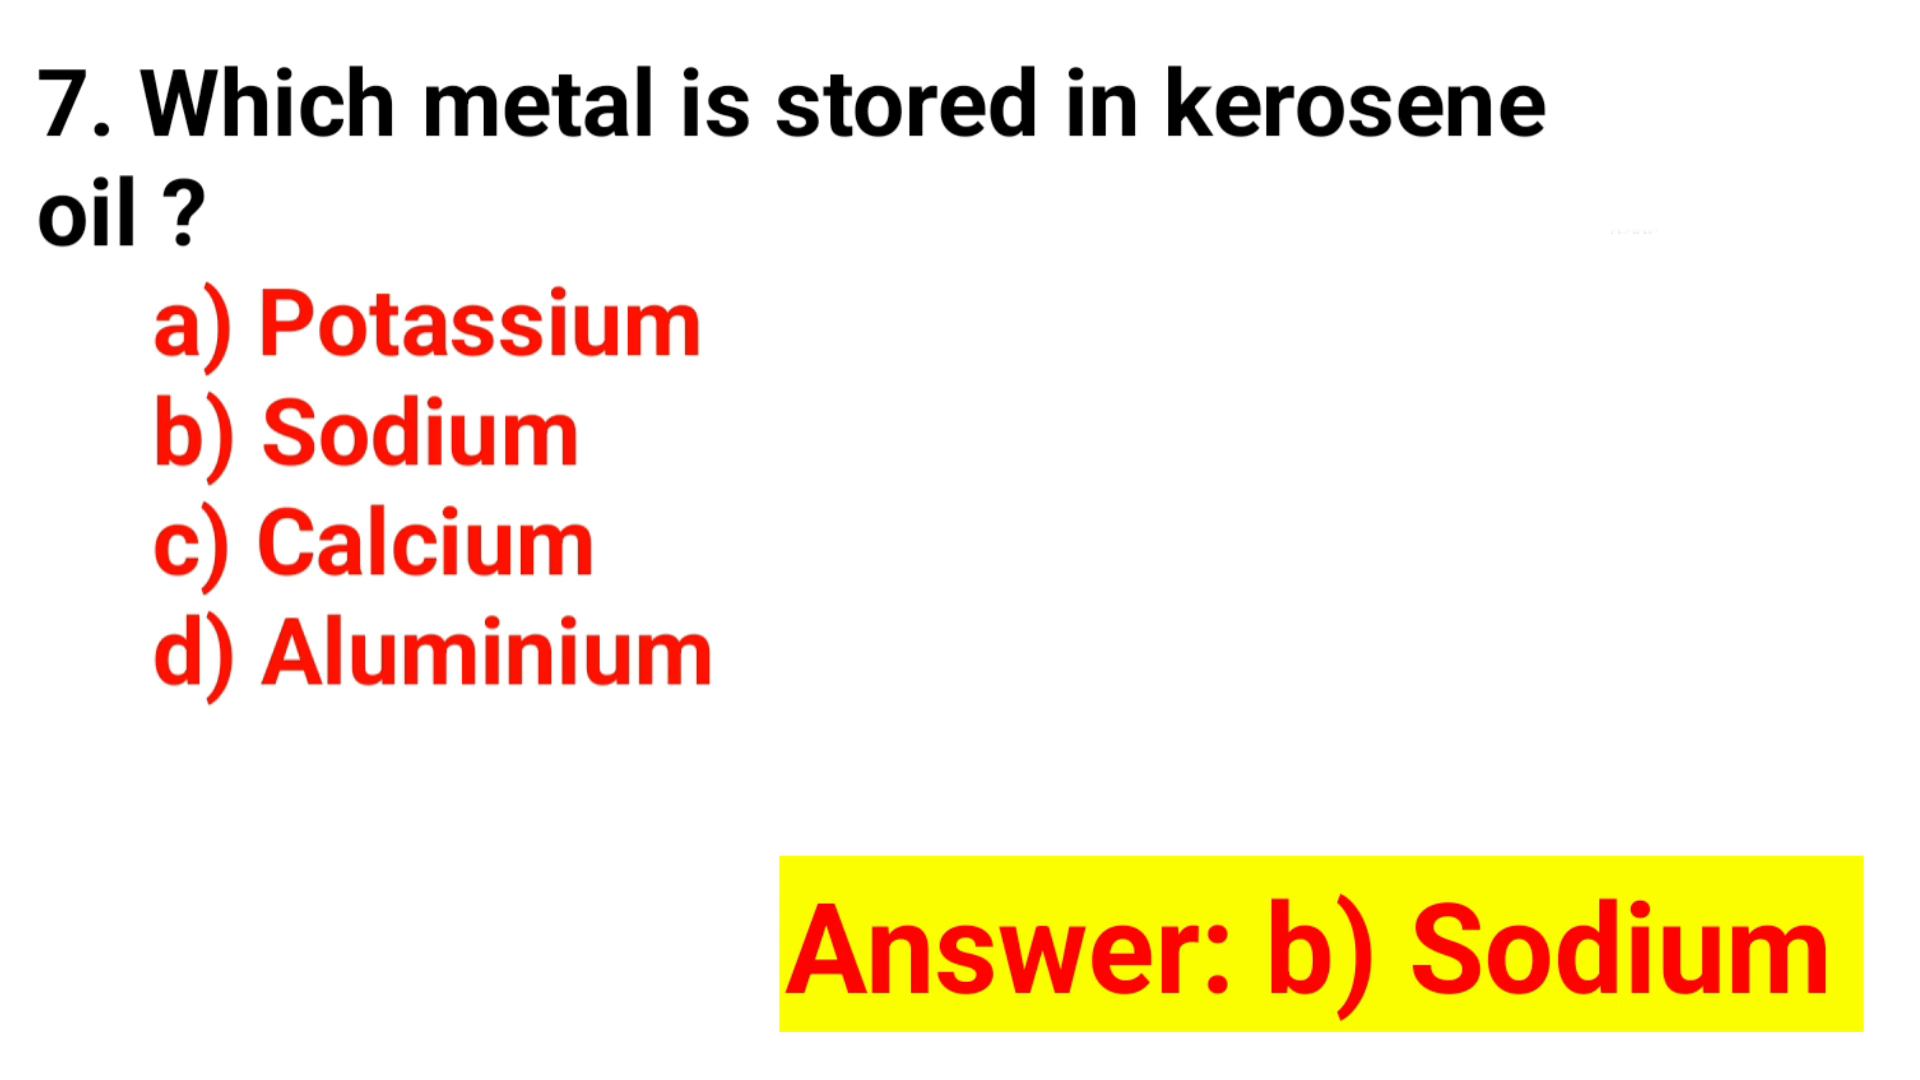 7. Which metal is stored in kerosene
oil ?
a) Potassium
b) Sodium
c) Calcium
d) Aluminium
Answer: b) Sodium